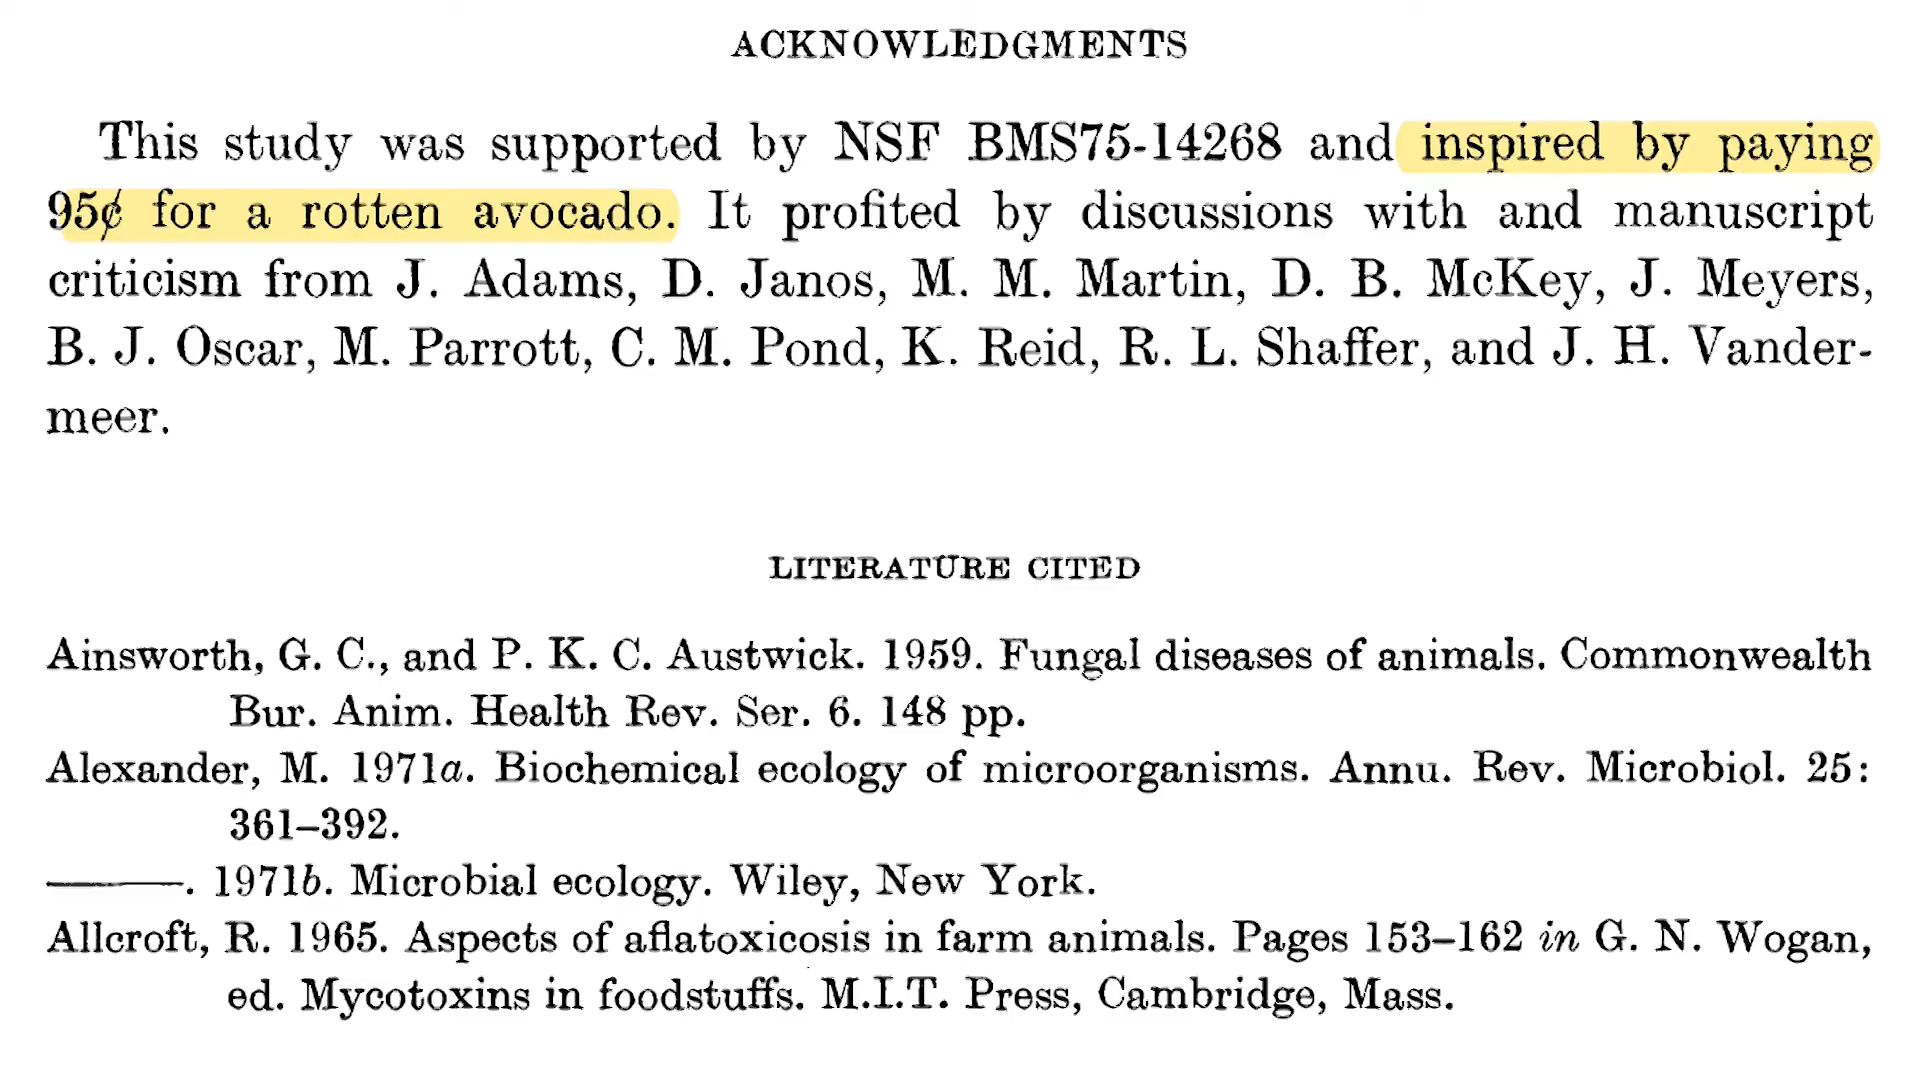 ACKNOWLEDGMENTS
This study was supported by NSF BMS75-14268 and inspired by paying
95¢ for a rotten avocado. It profited by discussions with and manuscript
criticism from J. Adams, D. Janos, M. M. Martin, D. B. McKey, J. Meyers,
B. J. Oscar, M. Parrott, C. M. Pond, K. Reid, R. L. Shaffer, and J. H. Vander-
meer.
LITERATURE CITED
Ainsworth, G. C., and P. K. C. Austwick. 1959. Fungal diseases of animals. Commonwealth
Bur. Anim. Health Rev. Ser. 6. 148 pp.
Alexander, M. 1971a. Biochemical ecology of microorganisms. Annu. Rev. Microbiol. 25:
361–392.
———. 1971b. Microbial ecology. Wiley, New York.
Allcroft, R. 1965. Aspects of aflatoxicosis in farm animals. Pages 153–162 in G. N. Wogan,
ed. Mycotoxins in foodstuffs. M.I.T. Press, Cambridge, Mass.